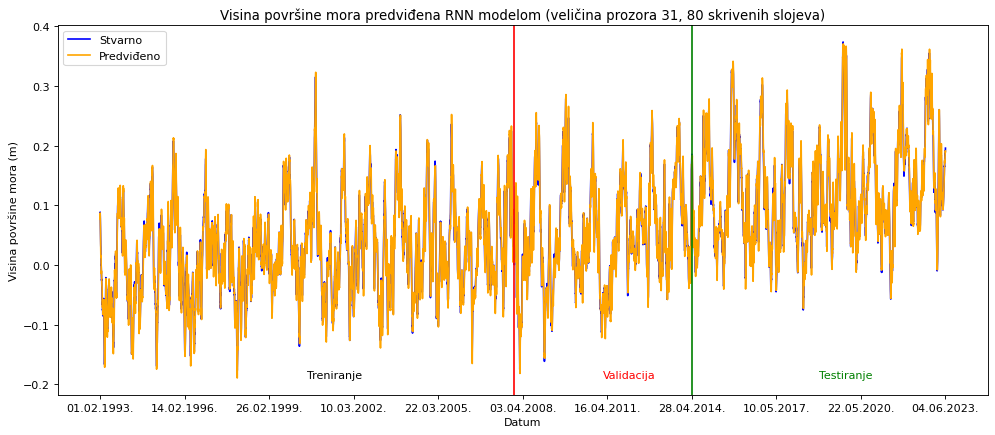 Visina površine mora predviđena RNN modelom (veličina prozora 31, 80 skrivenih slojeva)
Stvarno
Predviđeno
Visina površine mora (m)
0.4
0.3
0.2
0.1
0.0
−0.1
−0.2
Treniranje
Validacija
Testiranje
01.02.1993. 14.02.1996. 26.02.1999. 10.03.2002. 22.03.2005. 03.04.2008. 16.04.2011. 28.04.2014. 10.05.2017. 22.05.2020. 04.06.2023.
Datum